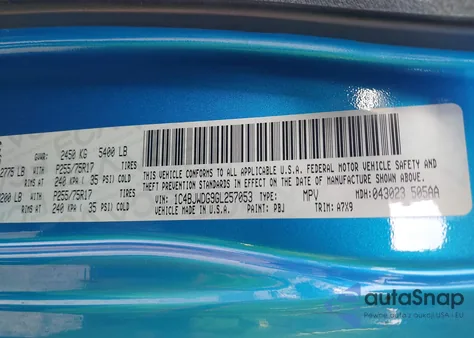 GVWR: 2450 KG 5400 LB
2775 LB WITH P255/75R17 TIRES
RIMS AT 240 KPA ( 35 PSI) COLD
200 LB WITH P255/75R17 TIRES
RIMS AT 240 KPA ( 35 PSI) COLD
THIS VEHICLE CONFORMS TO ALL APPLICABLE U.S.A. FEDERAL MOTOR VEHICLE SAFETY AND
THEFT PREVENTION STANDARDS IN EFFECT ON THE DATE OF MANUFACTURE SHOWN ABOVE.
VIN: 1C4BJWDG9GL257053 TYPE: MPV MDH: 043023 505AA
VEHICLE MADE IN U.S.A. PAINT: PBJ TRIM: A7X9
autoSnap